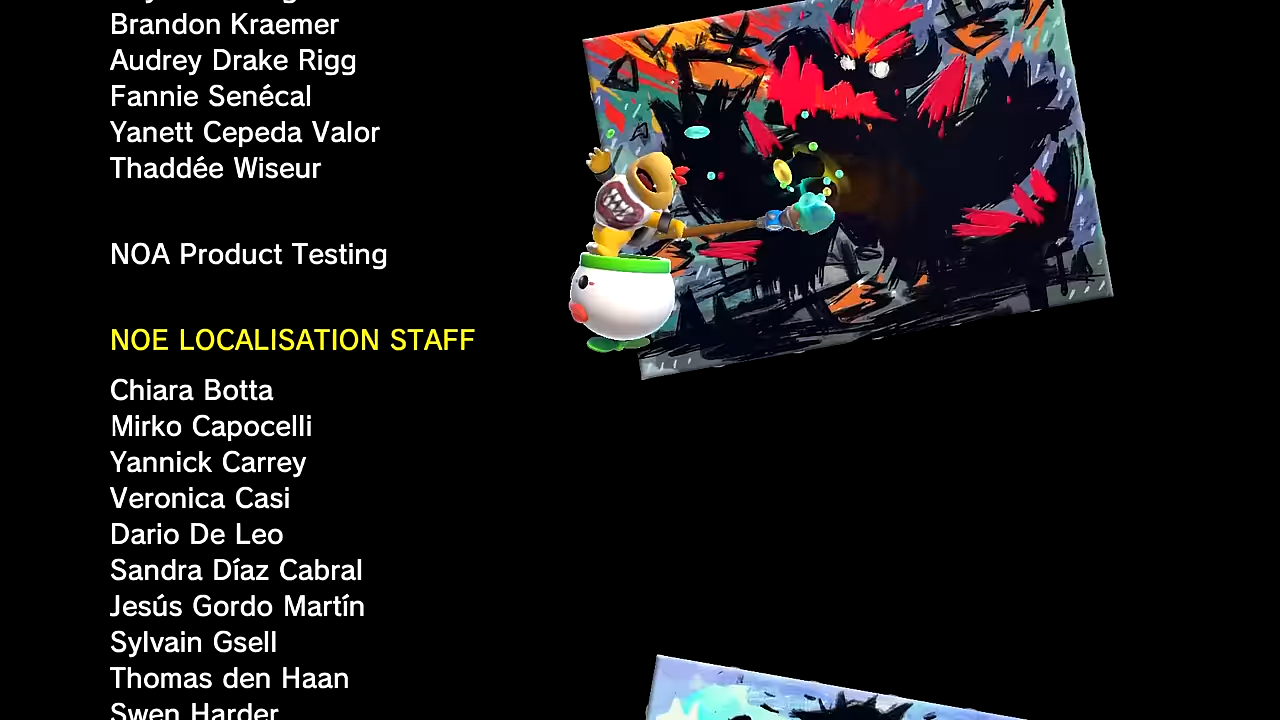 Brandon Kraemer
Audrey Drake Rigg
Fannie Senécal
Yanett Cepeda Valor
Thaddée Wiseur
NOA Product Testing
NOE LOCALISATION STAFF
Chiara Botta
Mirko Capocelli
Yannick Carrey
Veronica Casi
Dario De Leo
Sandra Díaz Cabral
Jesús Gordo Martín
Sylvain Gsell
Thomas den Haan
Swen Harder